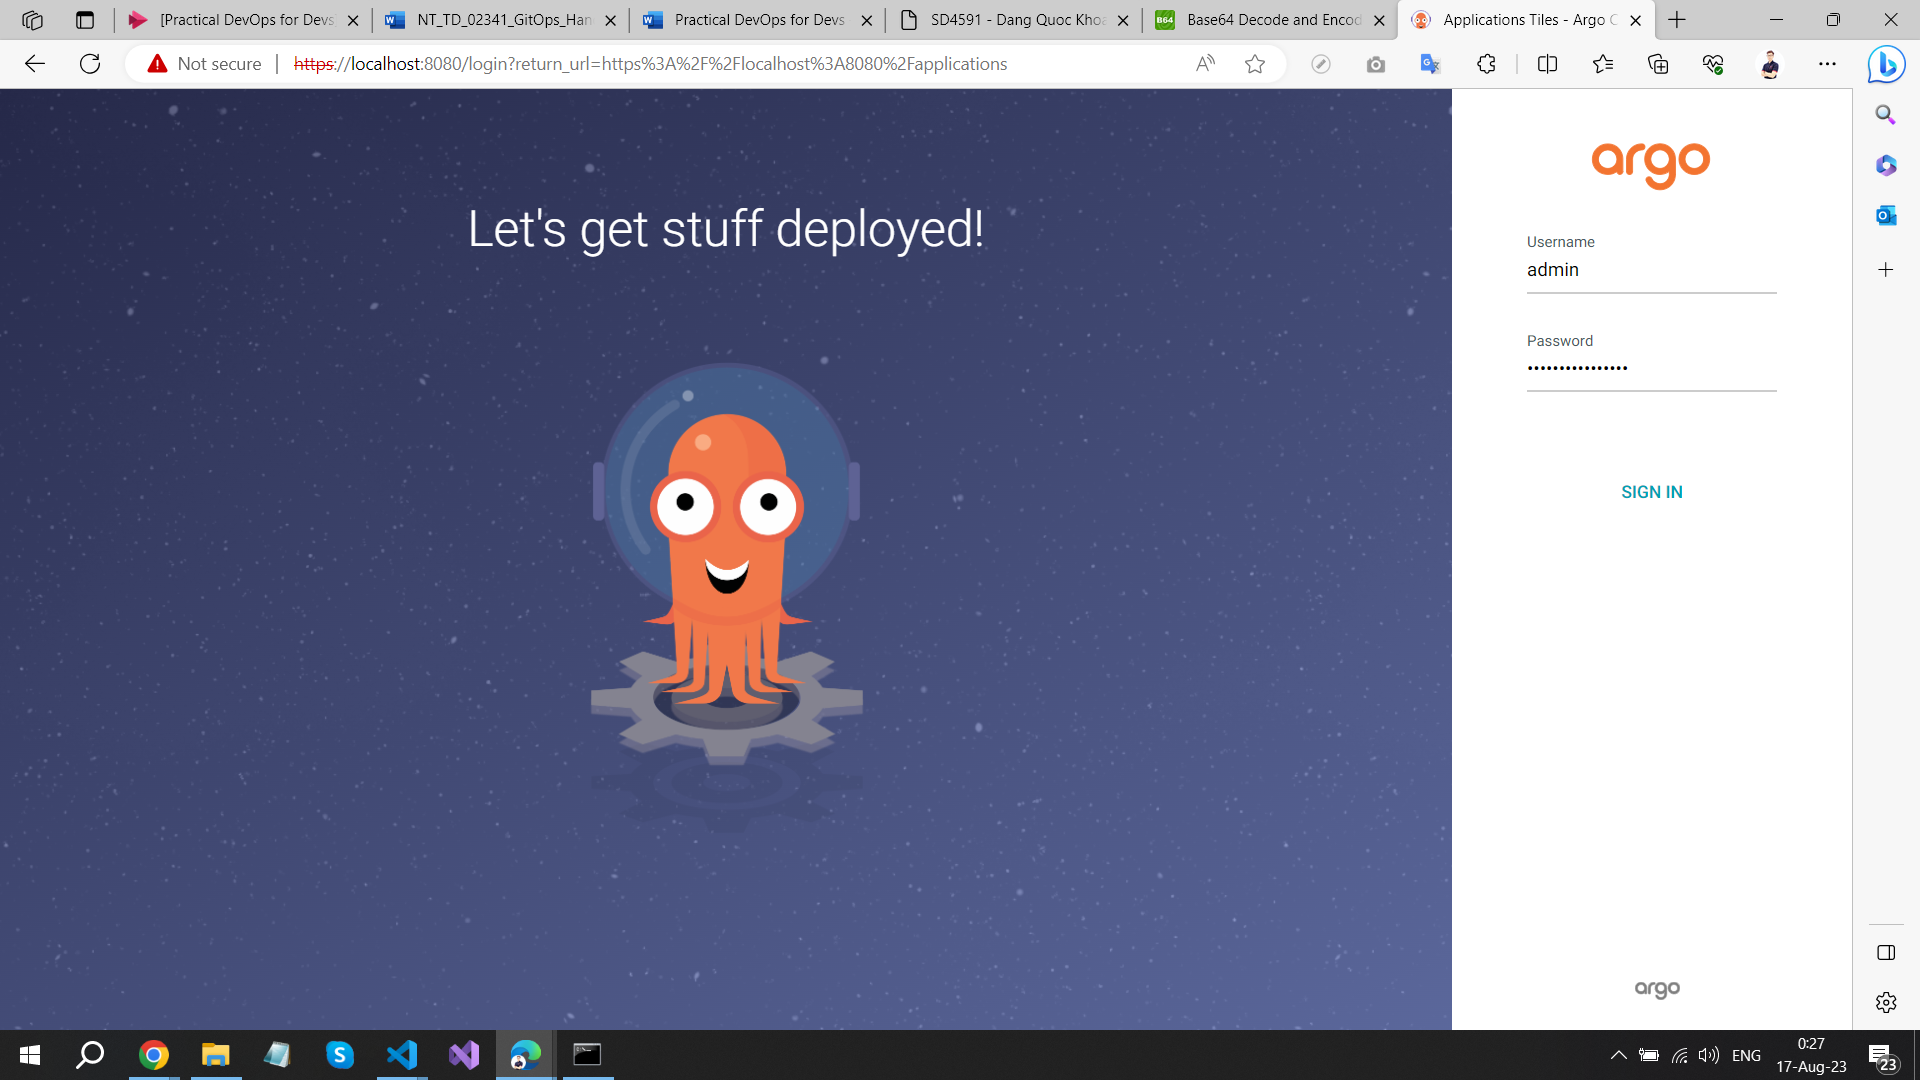 [Practical DevOps for Devs
NT_TD_02341_GitOps_Han
Practical DevOps for Devs
SD4591 - Dang Quoc Khoa
B64
Base64 Decode and Encod
Applications Tiles - Argo C
Not secure
https://localhost:8080/login?return_url=https%3A%2F%2Flocalhost%3A8080%2Fapplications
Let's get stuff deployed!
argo
Username
admin
Password
••••••••••••••••
SIGN IN
argo
ENG
0:27
17-Aug-23
23